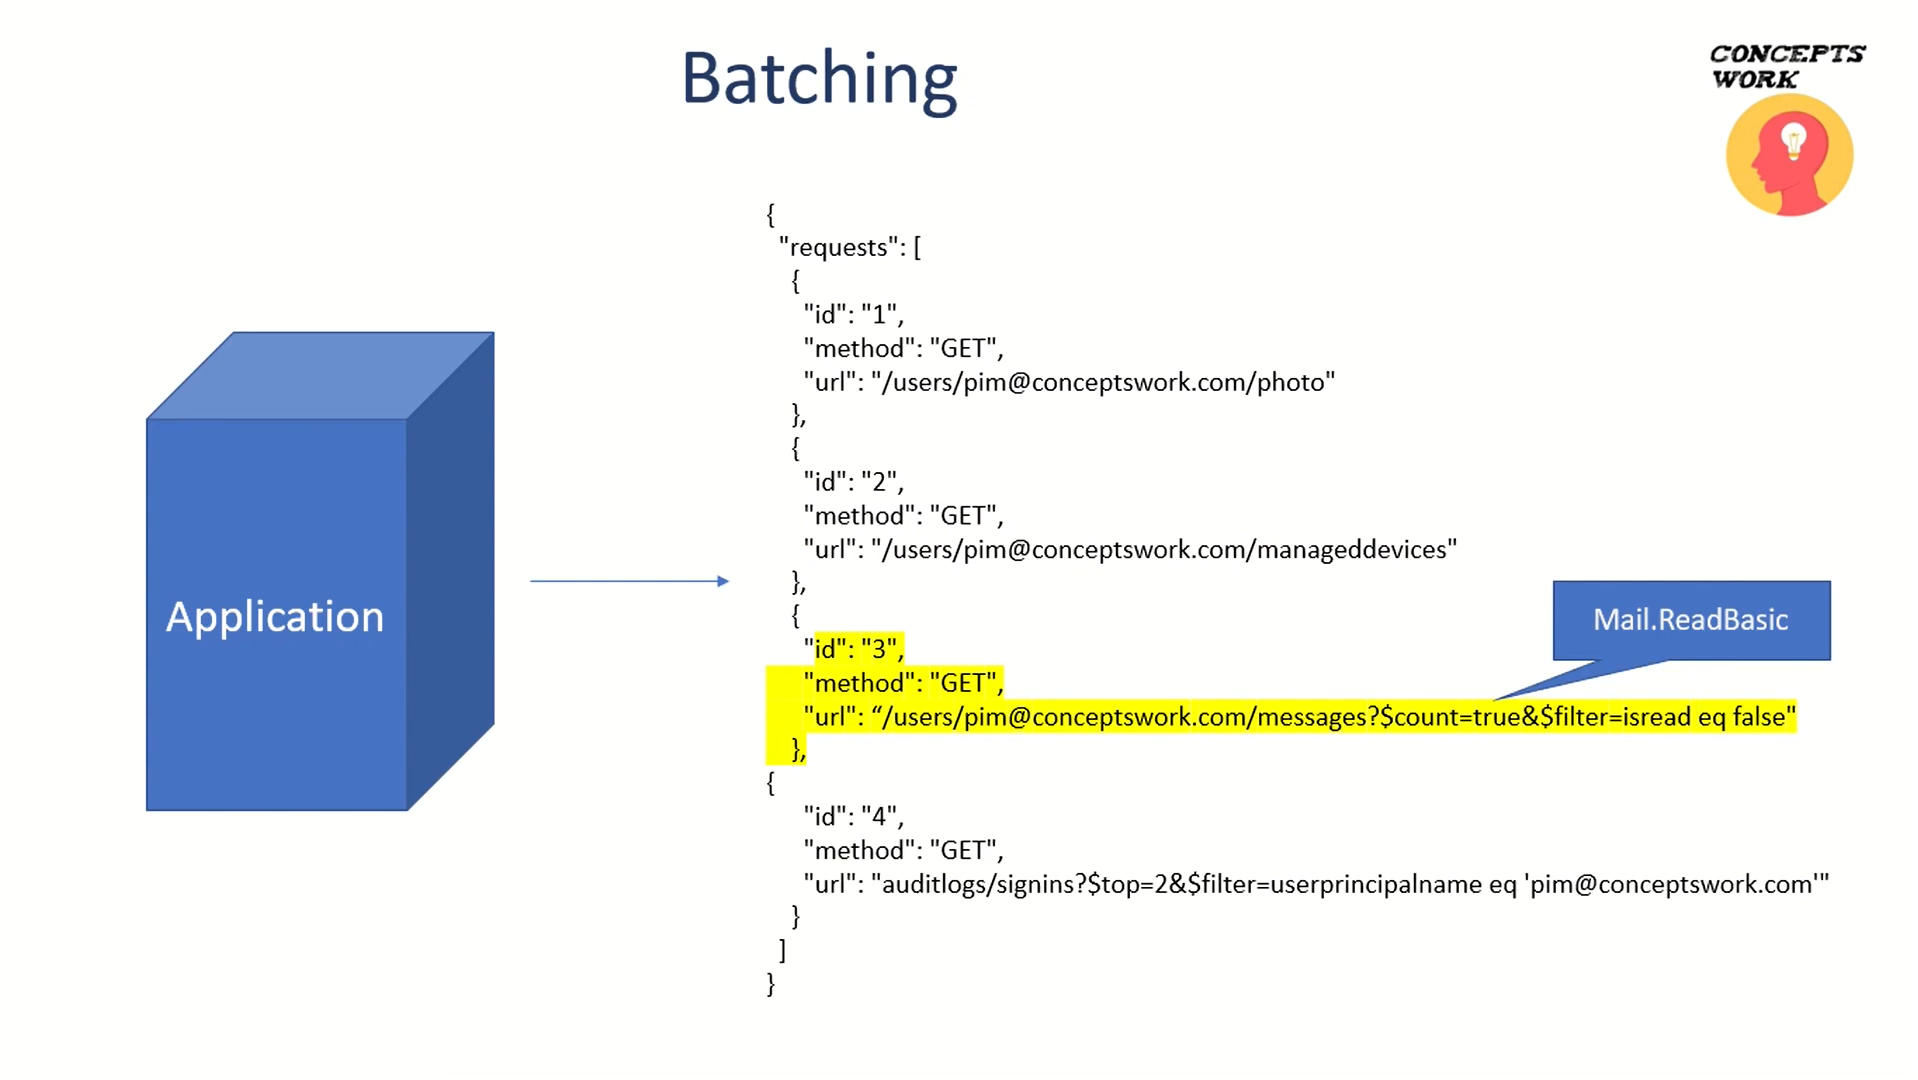 Batching
CONCEPTS
WORK
{
"requests": [
{
"id": "1",
"method": "GET",
"url": "/users/pim@conceptswork.com/photo"
},
{
"id": "2",
"method": "GET",
"url": "/users/pim@conceptswork.com/manageddevices"
},
{
"id": "3",
"method": "GET",
"url": “/users/pim@conceptswork.com/messages?$count=true&$filter=isread eq false"
},
{
"id": "4",
"method": "GET",
"url": "auditlogs/signins?$top=2&$filter=userprincipalname eq 'pim@conceptswork.com'"
}
]
}
Application
Mail.ReadBasic